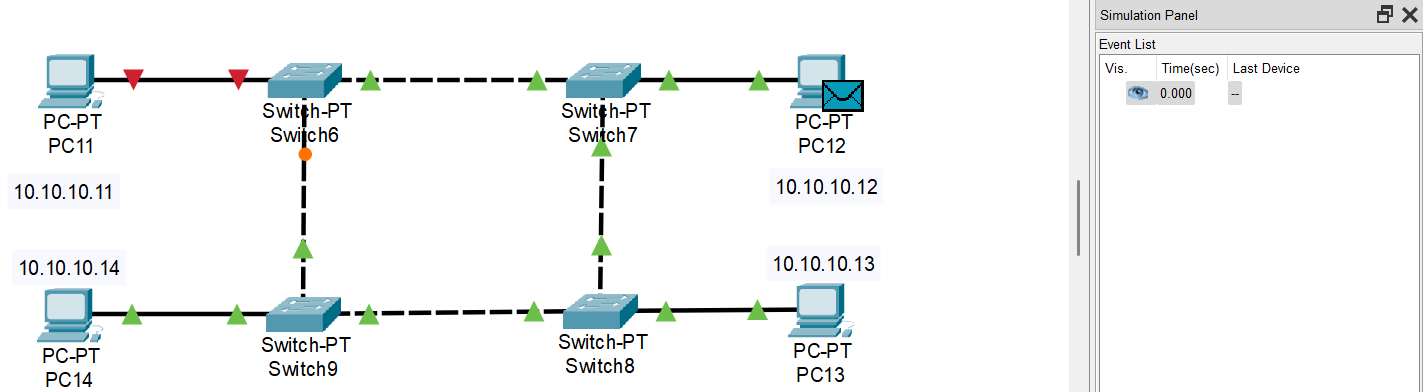 Simulation Panel
Event List
Vis. Time(sec) Last Device
0.000 --
PC-PT
PC11
Switch-PT
Switch6
Switch-PT
Switch7
PC-PT
PC12
10.10.10.11
10.10.10.12
10.10.10.14
10.10.10.13
PC-PT
PC14
Switch-PT
Switch9
Switch-PT
Switch8
PC-PT
PC13